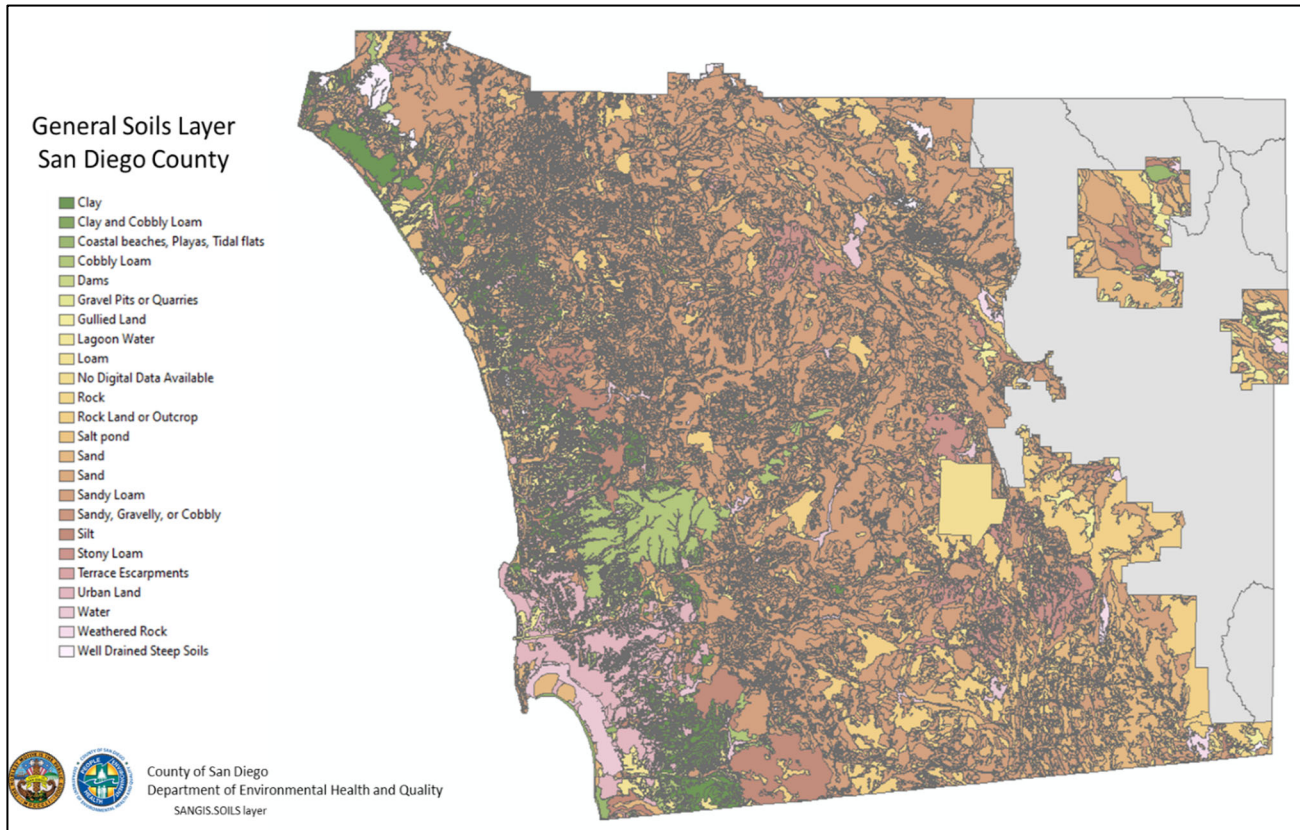 General Soils Layer
San Diego County
Clay
Clay and Cobbly Loam
Coastal beaches, Playas, Tidal flats
Cobbly Loam
Dams
Gravel Pits or Quarries
Gullied Land
Lagoon Water
Loam
No Digital Data Available
Rock
Rock Land or Outcrop
Salt pond
Sand
Sand
Sandy Loam
Sandy, Gravelly, or Cobbly
Silt
Stony Loam
Terrace Escarpments
Urban Land
Water
Weathered Rock
Well Drained Steep Soils
County of San Diego
Department of Environmental Health and Quality
SANGIS.SOILS layer